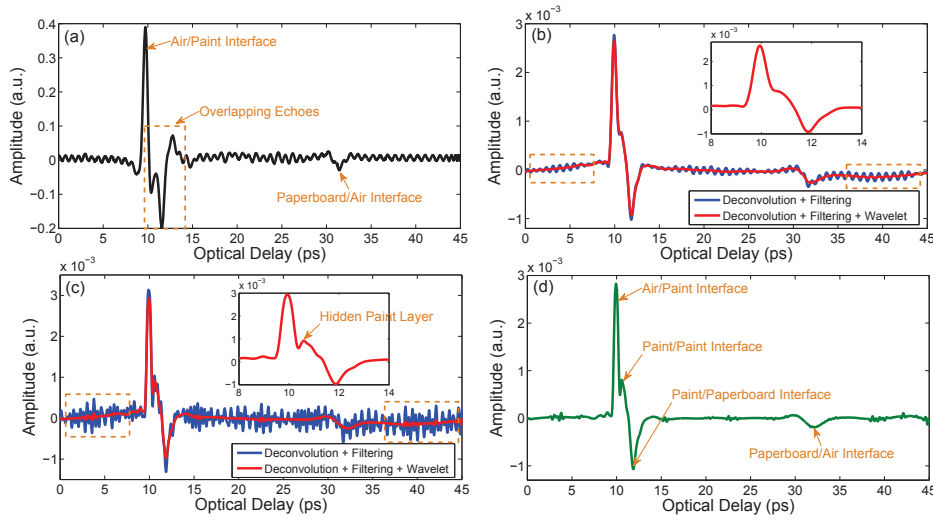 (a)
Air/Paint Interface
Overlapping Echoes
Paperboard/Air Interface
Amplitude (a.u.)
0.4
0.3
0.2
0.1
0
−0.1
−0.2
0 5 10 15 20 25 30 35 40 45
Optical Delay (ps)
(b)
x 10⁻³
Amplitude (a.u.)
3
2
1
0
−1
x 10⁻³
3
2
1
0
−1
8 10 12 14
Deconvolution + Filtering
Deconvolution + Filtering + Wavelet
0 5 10 15 20 25 30 35 40 45
Optical Delay (ps)
(c)
x 10⁻³
Amplitude (a.u.)
3
2
1
0
−1
x 10⁻³
3
2
1
0
−1
8 10 12 14
Hidden Paint Layer
Deconvolution + Filtering
Deconvolution + Filtering + Wavelet
0 5 10 15 20 25 30 35 40 45
Optical Delay (ps)
(d)
x 10⁻³
Amplitude (a.u.)
3
2
1
0
−1
Air/Paint Interface
Paint/Paint Interface
Paint/Paperboard Interface
Paperboard/Air Interface
0 5 10 15 20 25 30 35 40 45
Optical Delay (ps)